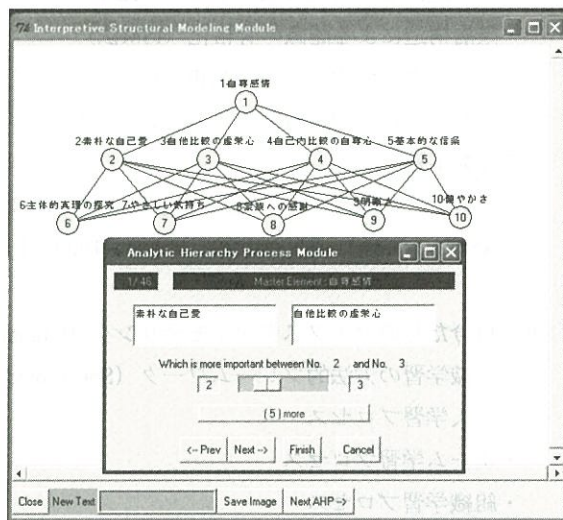 Interpretive Structural Modeling Module
1自尊感情
1
2素朴な自己愛 3自他比較の虚栄心 4自己内比較の自尊心 5基本的な信条
2 3 4 5
6主体的真理の探究 7やさしい気持ち 8家族への感謝 9明敏さ 10健やかさ
6 7 8 9 10
Analytic Hierarchy Process Module
1/46 Master Element : 自尊感情
素朴な自己愛 自他比較の虚栄心
Which is more important between No. 2 and No. 3
2 3
(5) more
<-- Prev Next --> Finish Cancel
Close New Text Save Image Next AHP -->